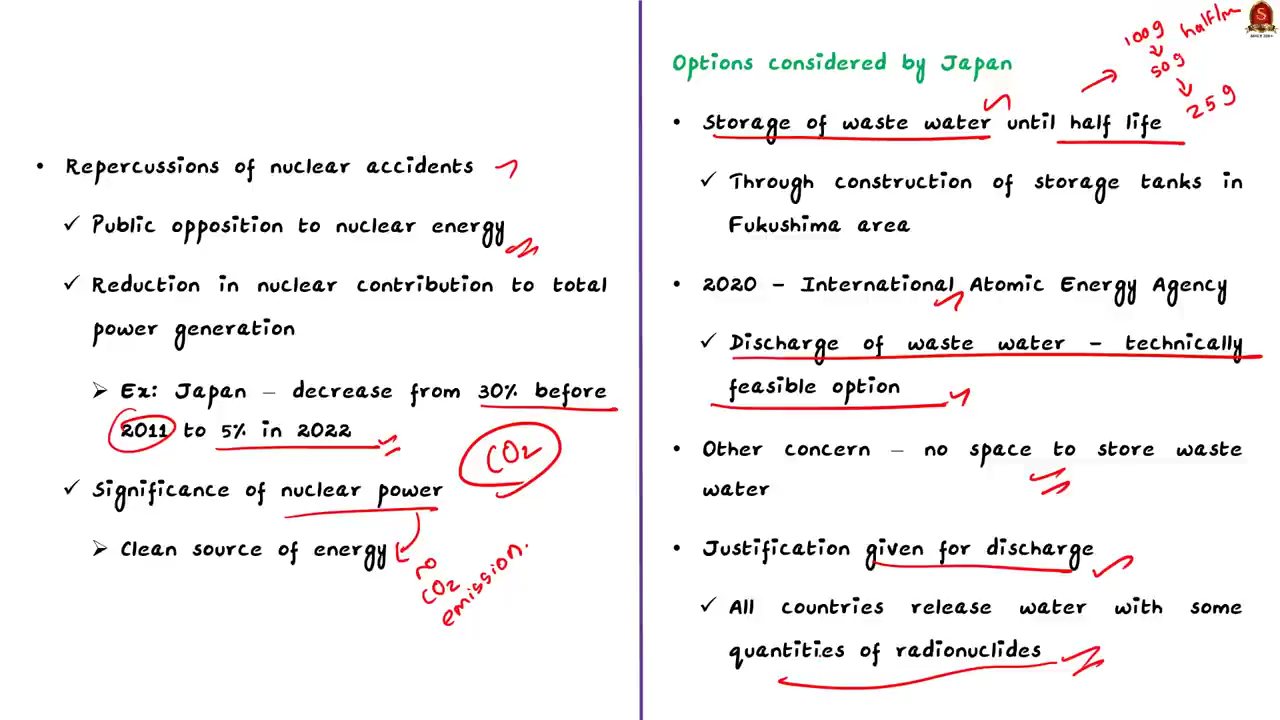 • Repercussions of nuclear accidents
✓ Public opposition to nuclear energy
✓ Reduction in nuclear contribution to total
power generation
➢ Ex: Japan – decrease from 30% before
2011 to 5% in 2022
CO2
✓ Significance of nuclear power
➢ Clean source of energy
CO2
emission.
Options considered by Japan
100g
50g
25g
• Storage of waste water until half life
✓ Through construction of storage tanks in
Fukushima area
• 2020 - International Atomic Energy Agency
✓ Discharge of waste water - technically
feasible option
• Other concern – no space to store waste
water
• Justification given for discharge
✓ All countries release water with some
quantities of radionuclides
S